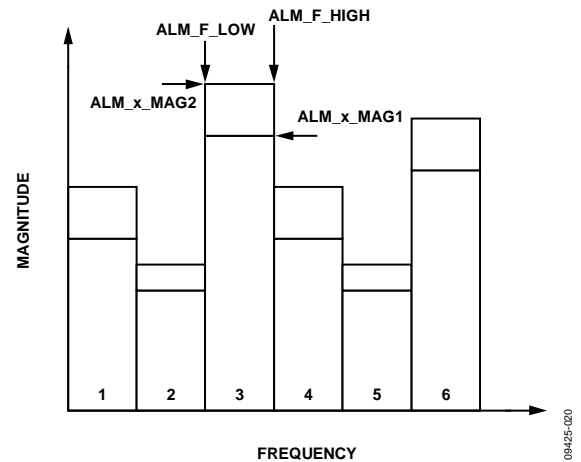 ALM_F_HIGH
ALM_F_LOW
ALM_x_MAG2
ALM_x_MAG1
MAGNITUDE
1 2 3 4 5 6
FREQUENCY
09425-020